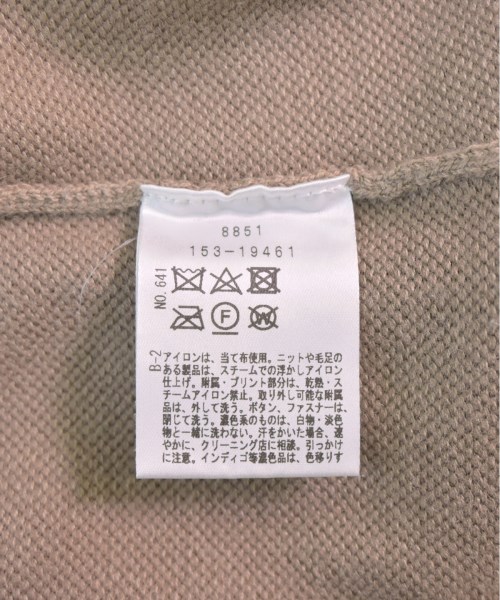 8851
153-19461
NO.641
F
W
B-2
アイロンは、当て布使用。ニットや毛足の
ある製品は、スチームでの浮かしアイロン
仕上げ。附属・プリント部分は、乾熱・ス
チームアイロン禁止。取り外し可能な附属
品は、外して洗う。ボタン、ファスナーは、
閉じて洗う。濃色系のものは、白物・淡色
物と一緒に洗わない。汗をかいた場合、速
やかに、クリーニング店に相談。引っかけ
に注意。インディゴ等濃色品は、色移りす